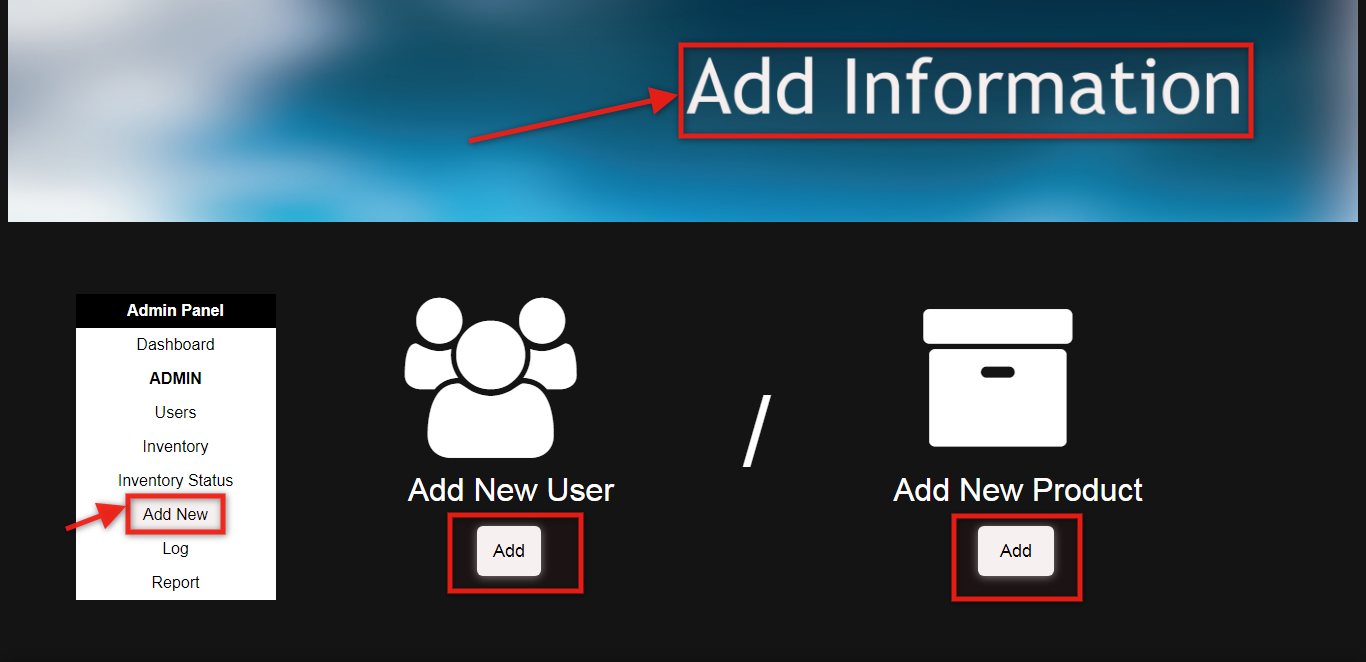 Add Information
Admin Panel
Dashboard
ADMIN
Users
Inventory
Inventory Status
Add New
Log
Report
Add New User
Add
/
Add New Product
Add